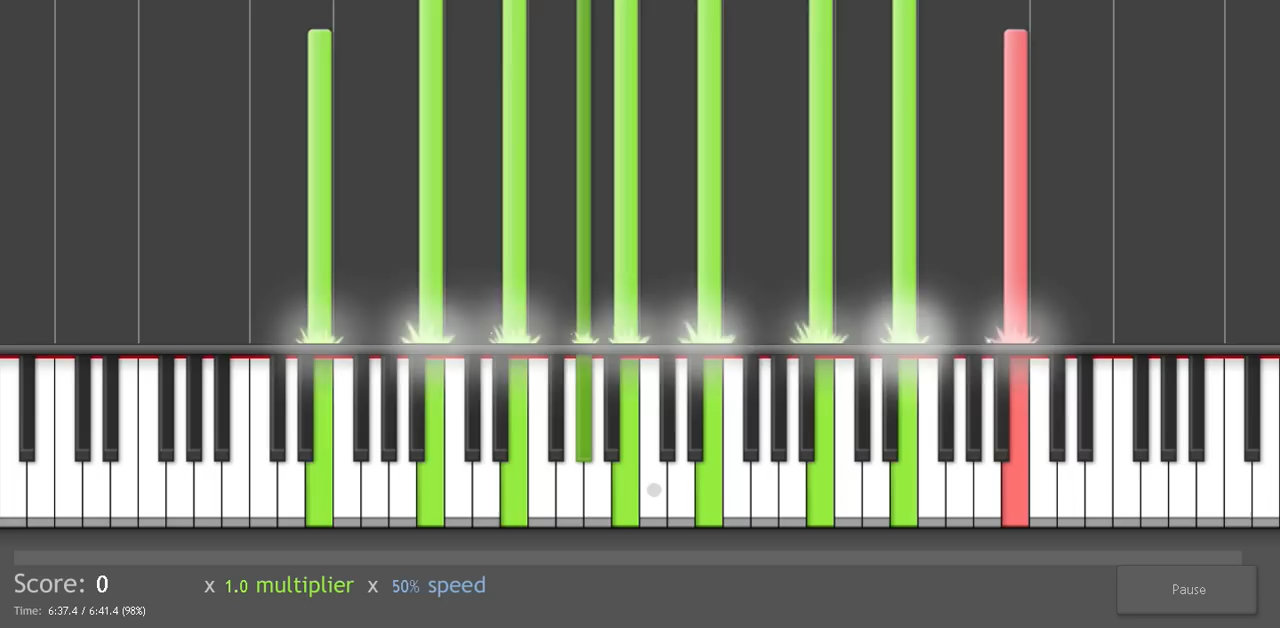 Score: 0 x 1.0 multiplier x 50% speed
Time: 6:37.4 / 6:41.4 (98%)
Pause